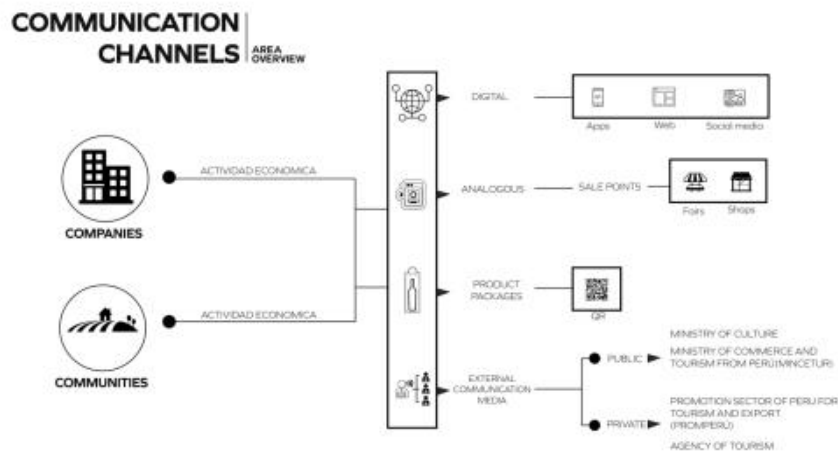 COMMUNICATION
CHANNELS
AREA
OVERVIEW
COMPANIES
ACTIVIDAD ECONOMICA
COMMUNITIES
ACTIVIDAD ECONOMICA
DIGITAL
Apps
Web
Social media
ANALOGOUS
SALE POINTS
Fairs
Shops
PRODUCT
PACKAGES
QR
EXTERNAL
COMMUNICATION
MEDIA
PUBLIC
MINISTRY OF CULTURE
MINISTRY OF COMMERCE AND
TOURISM FROM PERÚ(MINCETUR)
PRIVATE
PROMOTION SECTOR OF PERU FOR
TOURISM AND EXPORT
(PROMPERÚ)
AGENCY OF TOURISM